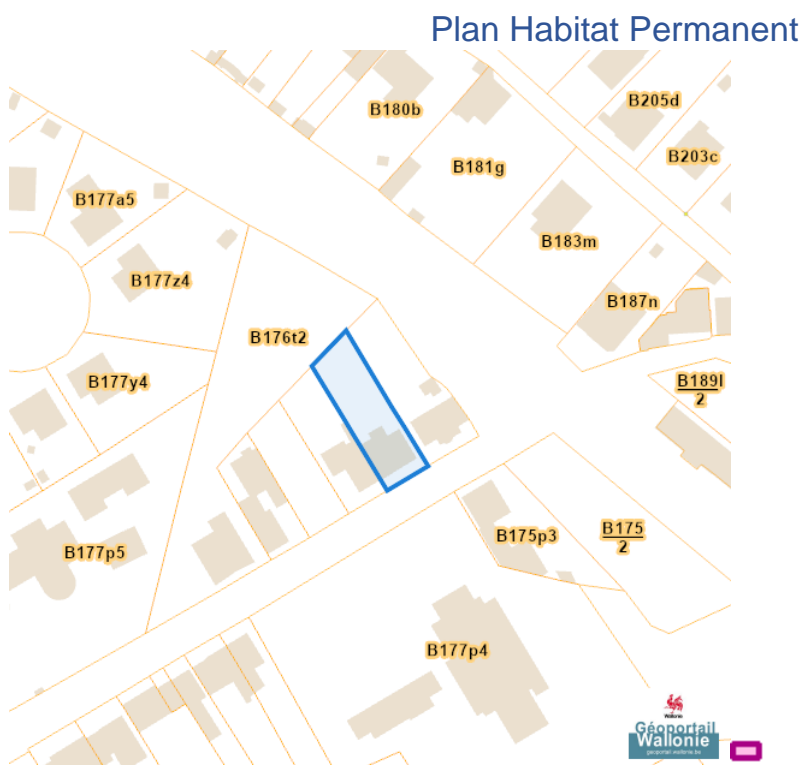 Plan Habitat Permanent
B180b
B205d
B181g
B203c
B177a5
B183m
B177z4
B187n
B176t2
B177y4
B189l
2
B175p3
B175
2
B177p5
B177p4
Wallonie
Géoportail
Wallonie
geoportail.wallonie.be